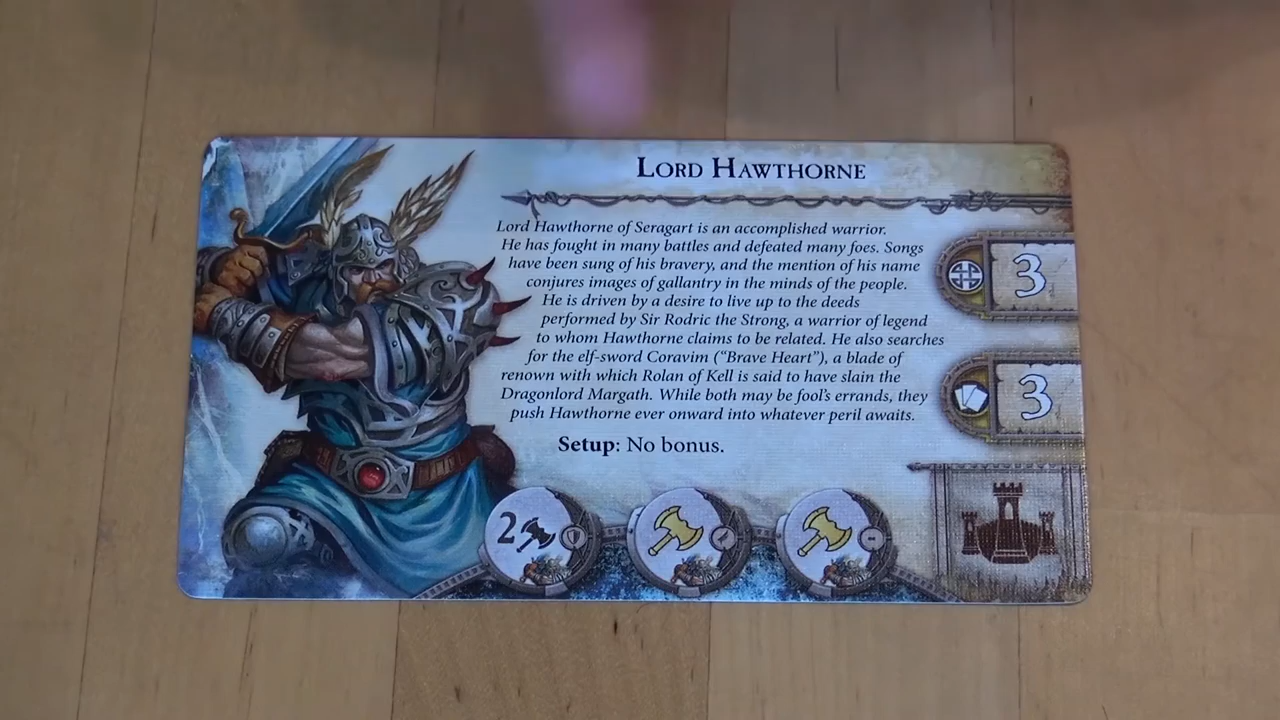 LORD HAWTHORNE
Lord Hawthorne of Seragart is an accomplished warrior.
He has fought in many battles and defeated many foes. Songs
have been sung of his bravery, and the mention of his name
conjures images of gallantry in the minds of the people.
He is driven by a desire to live up to the deeds
performed by Sir Rodric the Strong, a warrior of legend
to whom Hawthorne claims to be related. He also searches
for the elf-sword Coravim (“Brave Heart”), a blade of
renown with which Rolan of Kell is said to have slain the
Dragonlord Margath. While both may be fool's errands, they
push Hawthorne ever onward into whatever peril awaits.
Setup: No bonus.
3
3
2